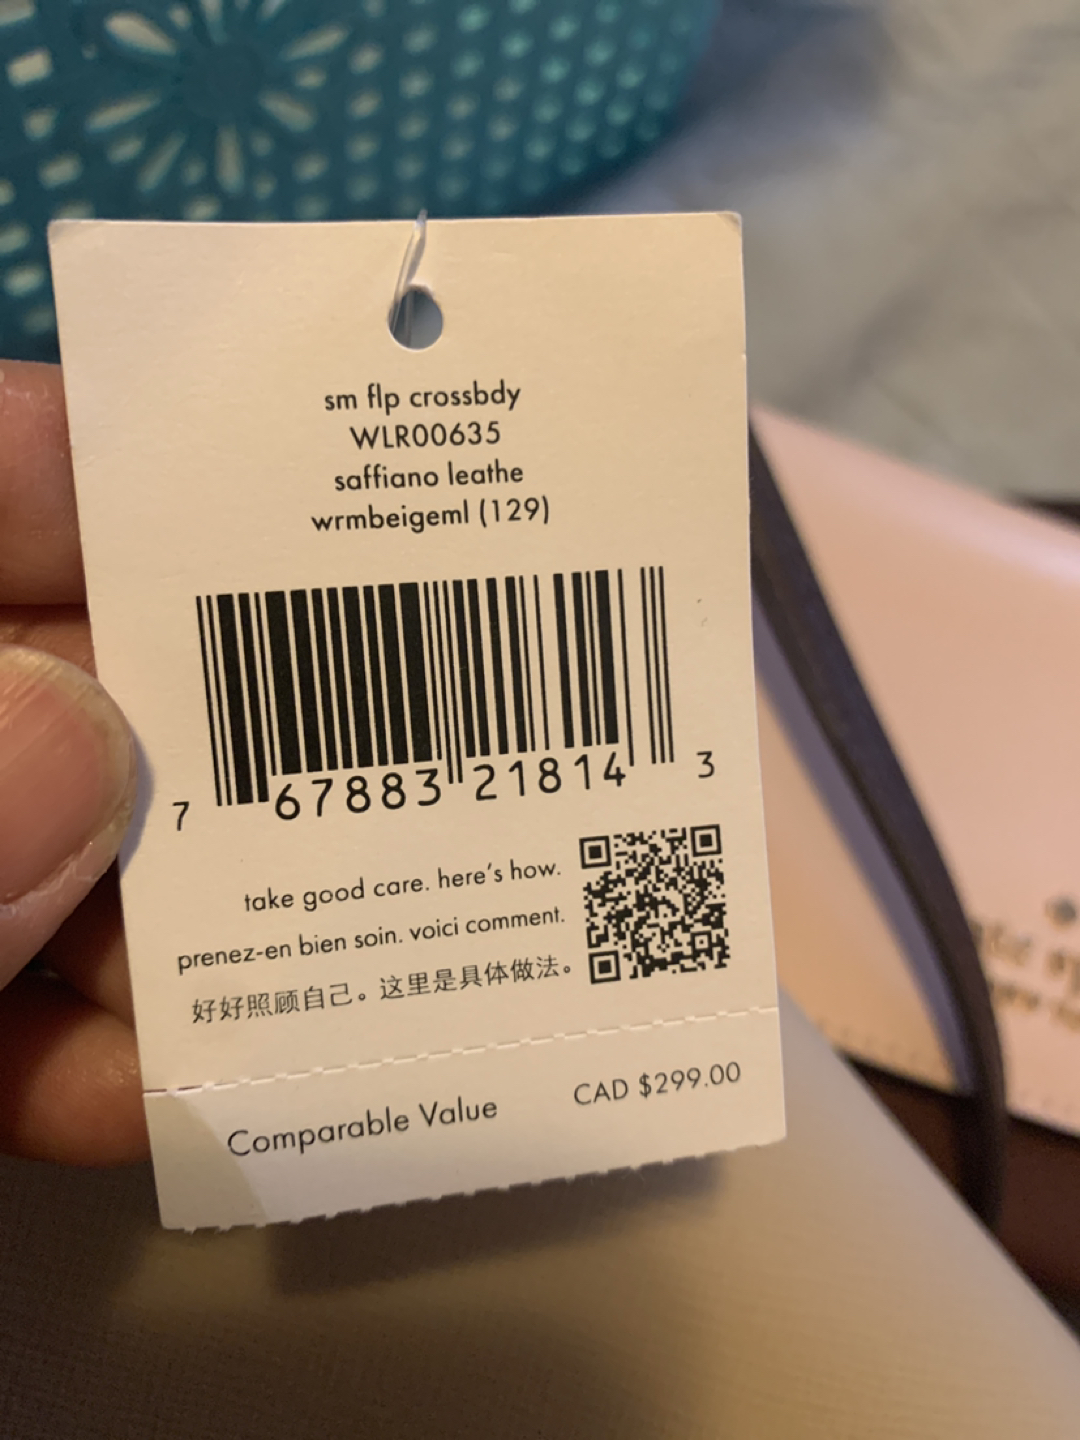 sm flp crossbdy
WLR00635
saffiano leathe
wrmbeigeml (129)
7 67883 21814 3
take good care. here's how.
prenez-en bien soin. voici comment.
好好照顾自己。这里是具体做法。
Comparable Value CAD $299.00